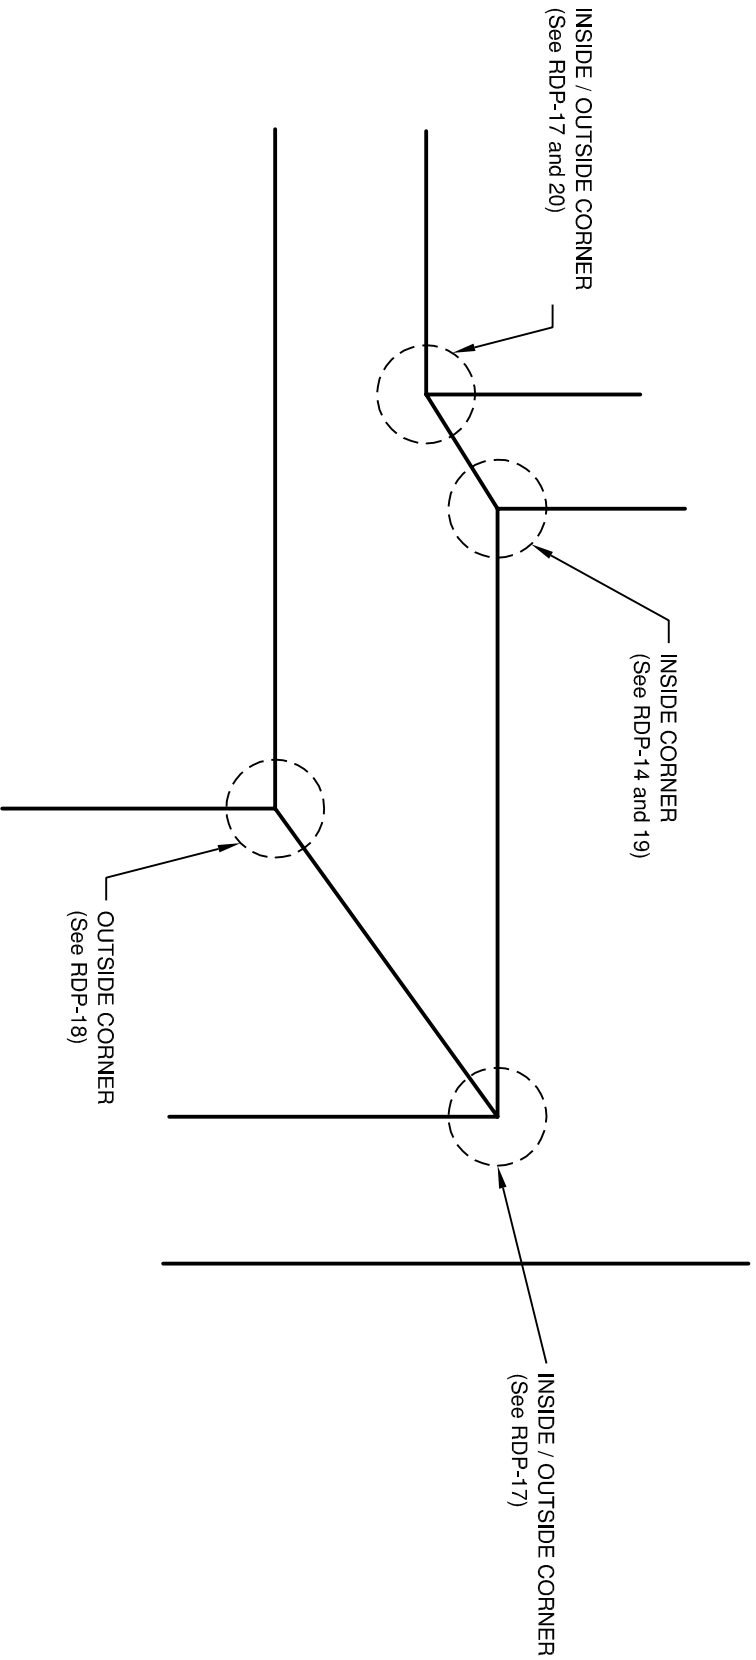 INSIDE / OUTSIDE CORNER
(See RDP-17 and 20)
INSIDE CORNER
(See RDP-14 and 19)
OUTSIDE CORNER
(See RDP-18)
INSIDE / OUTSIDE CORNER
(See RDP-17)